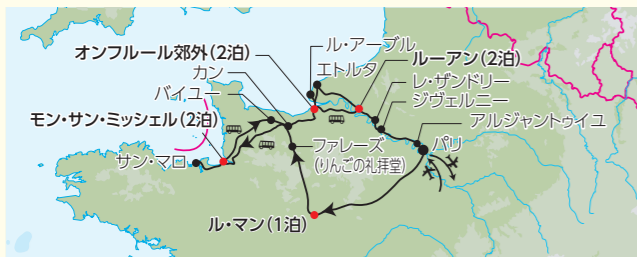 オンフルール郊外(2泊)
ル・アーブル
エトルタ
ルーアン(2泊)
カン
バイユー
モン・サン・ミッシェル(2泊)
サン・マロ
レ・ザンドリー
ジヴェルニー
アルジャントゥイユ
パリ
ファレーズ
(りんごの礼拝堂)
ル・マン(1泊)